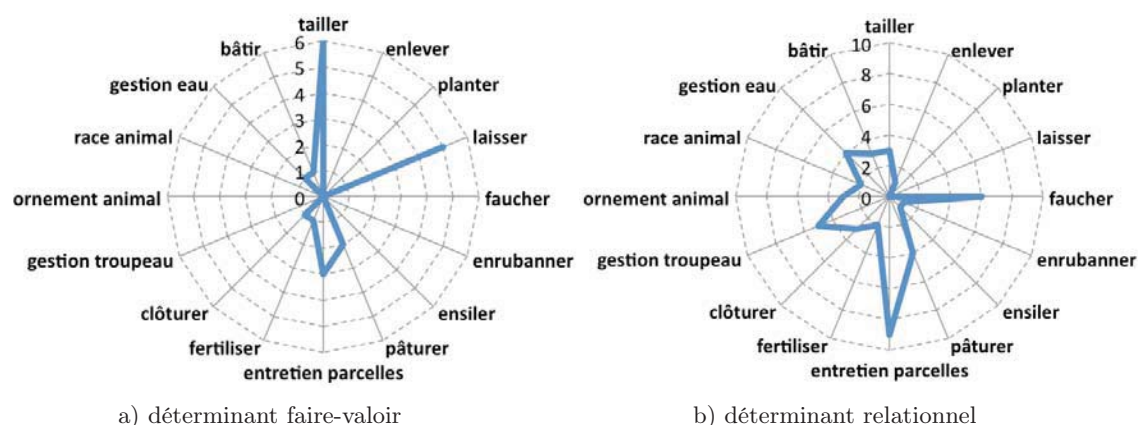 tailler
enlever
planter
laisser
faucher
enrubanner
ensiler
pâturer
entretien parcelles
fertiliser
clôturer
gestion troupeau
ornement animal
race animal
gestion eau
bâtir
6
5
4
3
2
1
0
a) déterminant faire-valoir
tailler
enlever
planter
laisser
faucher
enrubanner
ensiler
pâturer
entretien parcelles
fertiliser
clôturer
gestion troupeau
ornement animal
race animal
gestion eau
bâtir
10
8
6
4
2
0
b) déterminant relationnel